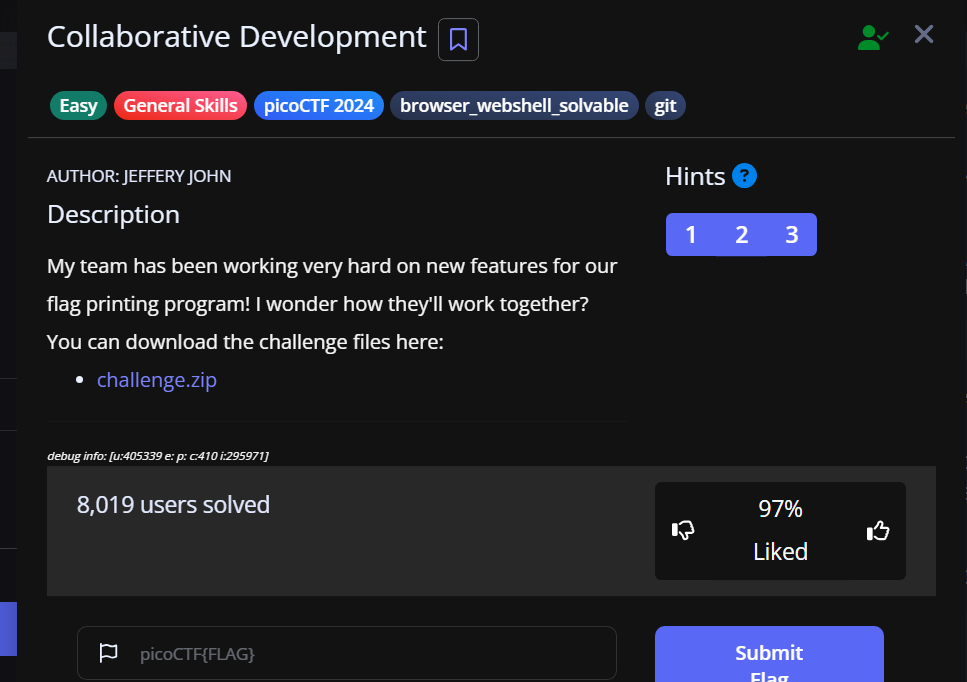 Collaborative Development
Easy General Skills picoCTF 2024 browser_webshell_solvable git
AUTHOR: JEFFERY JOHN
Description
My team has been working very hard on new features for our
flag printing program! I wonder how they'll work together?
You can download the challenge files here:
• challenge.zip
Hints ?
1 2 3
debug info: [u:405339 e: p: c:410 i:295971]
8,019 users solved
97%
Liked
picoCTF{FLAG}
Submit
Flag